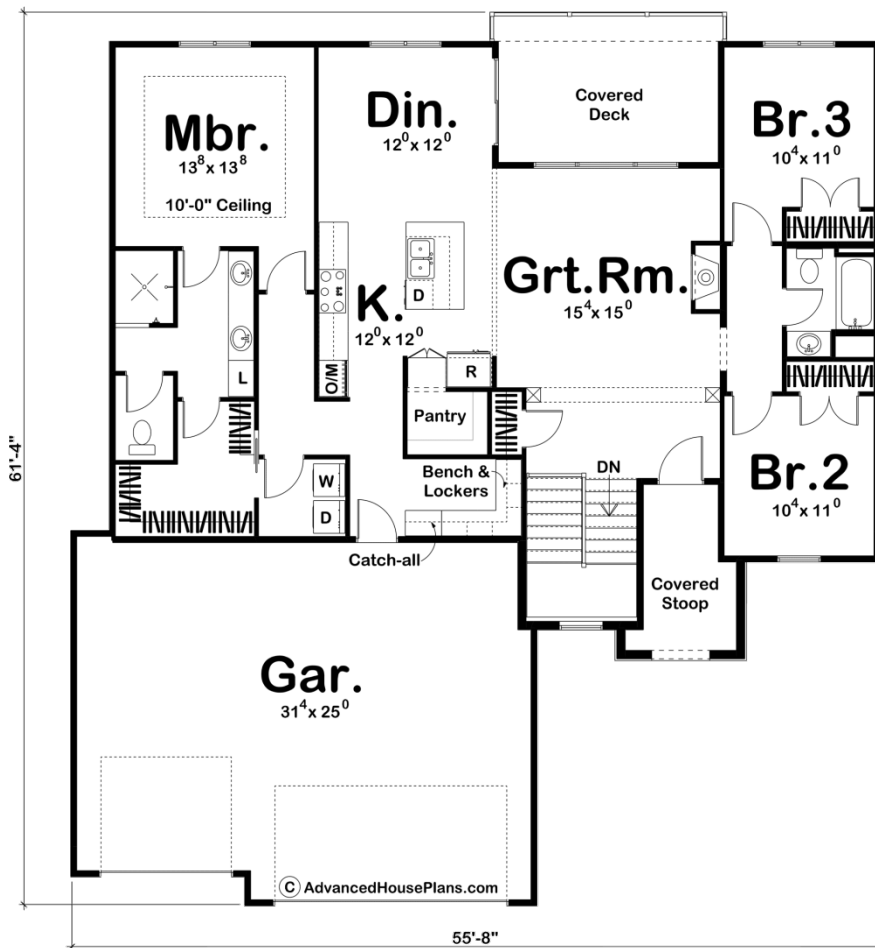 Mbr.
13⁸ x 13⁸
10'-0" Ceiling
Din.
12⁰ x 12⁰
Covered
Deck
Br.3
10⁴ x 11⁰
Grt.Rm.
15⁴ x 15⁰
K.
12⁰ x 12⁰
D
O/M
R
L
Pantry
W
D
Bench &
Lockers
DN
Br.2
10⁴ x 11⁰
Catch-all
Covered
Stoop
61'-4"
Gar.
31⁴ x 25⁰
© AdvancedHousePlans.com
55'-8"